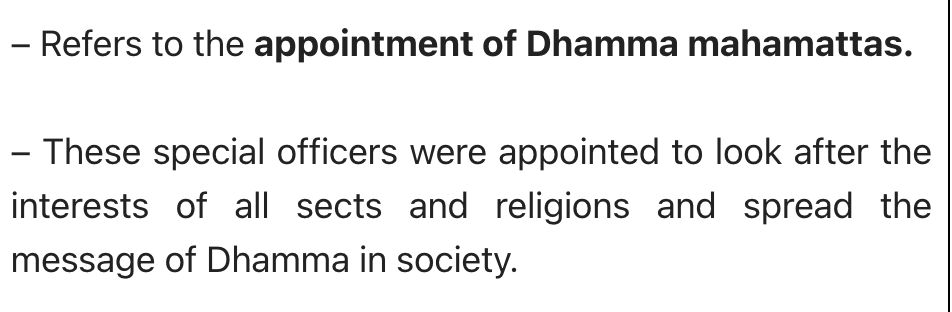 – Refers to the appointment of Dhamma mahamattas.
– These special officers were appointed to look after the
interests of all sects and religions and spread the
message of Dhamma in society.